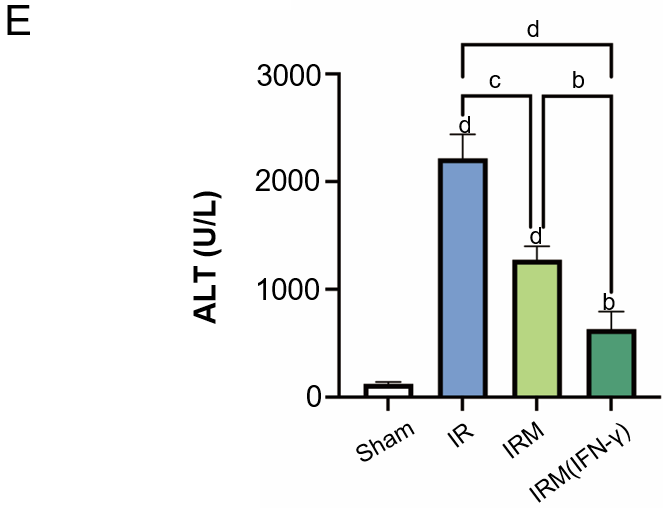 E
d
3000
c b
d
2000
d
1000
b
0
ALT (U/L)
Sham IR IRM IRM(IFN-γ)